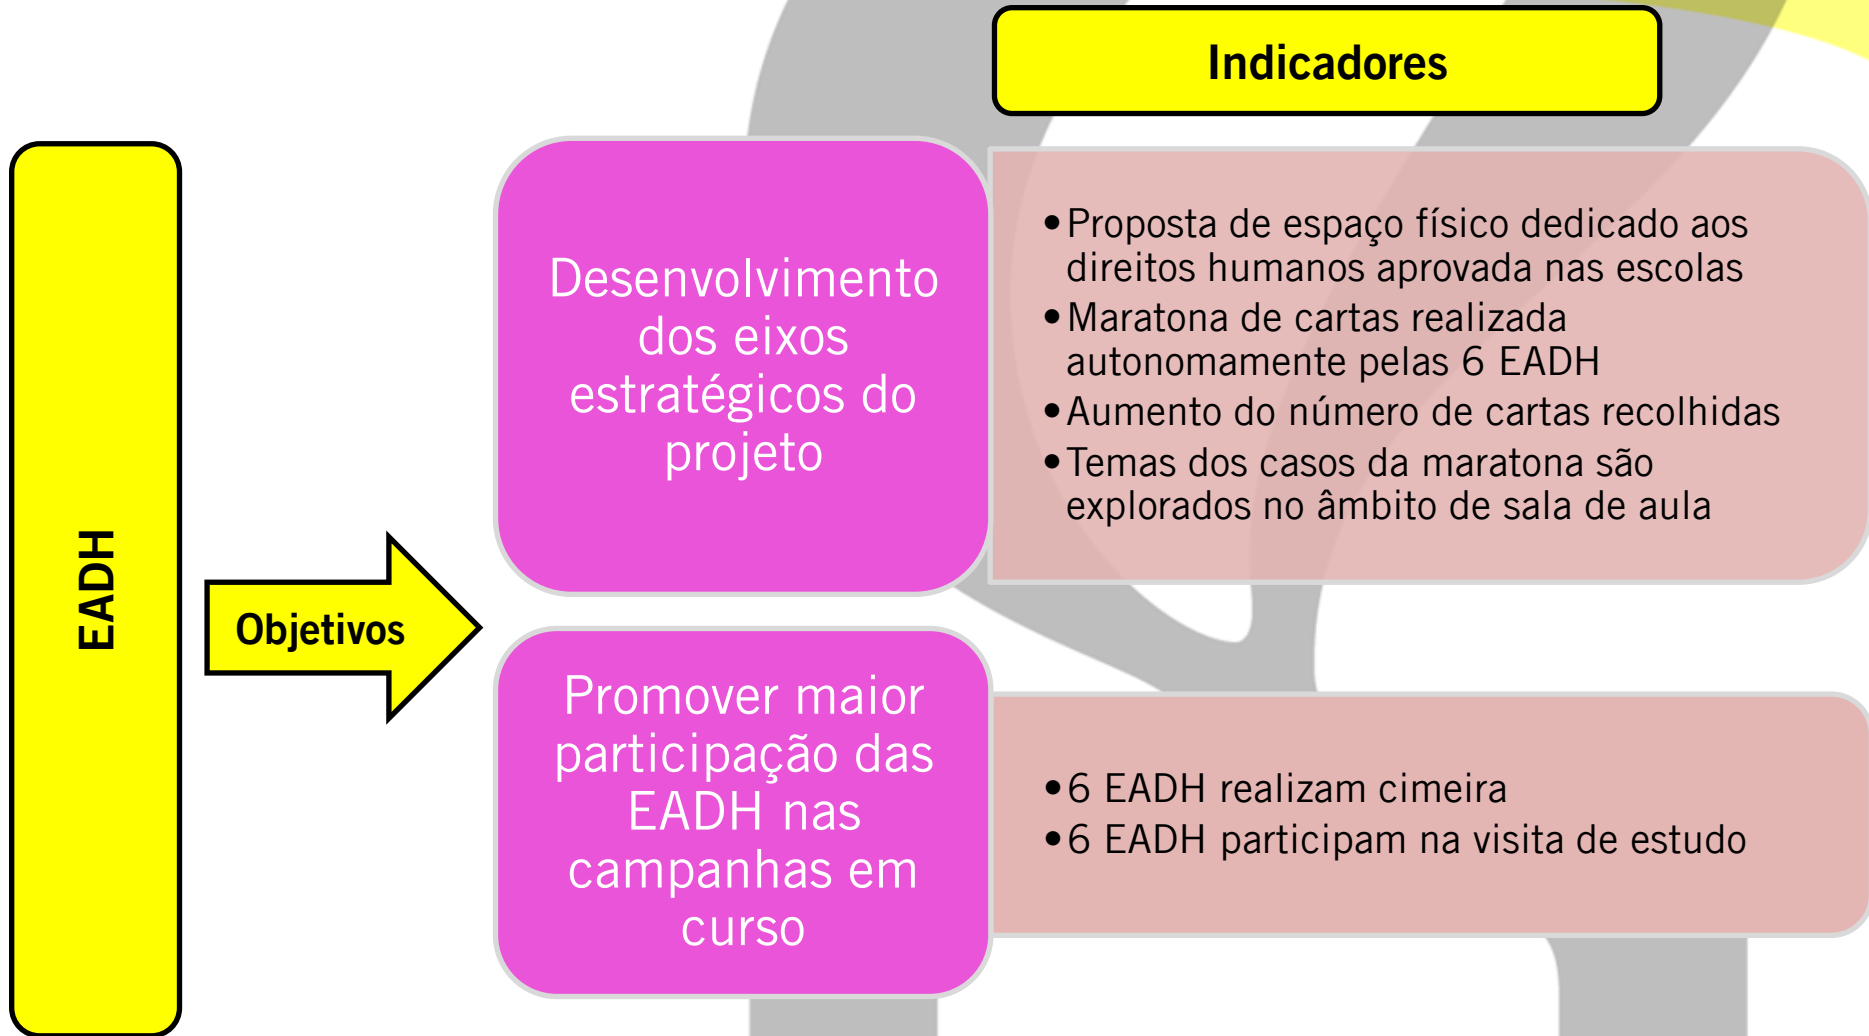 Indicadores
EADH
Objetivos
Desenvolvimento
dos eixos
estratégicos do
projeto
•Proposta de espaço físico dedicado aos
direitos humanos aprovada nas escolas
•Maratona de cartas realizada
autonomamente pelas 6 EADH
•Aumento do número de cartas recolhidas
•Temas dos casos da maratona são
explorados no âmbito de sala de aula
Promover maior
participação das
EADH nas
campanhas em
curso
•6 EADH realizam cimeira
•6 EADH participam na visita de estudo